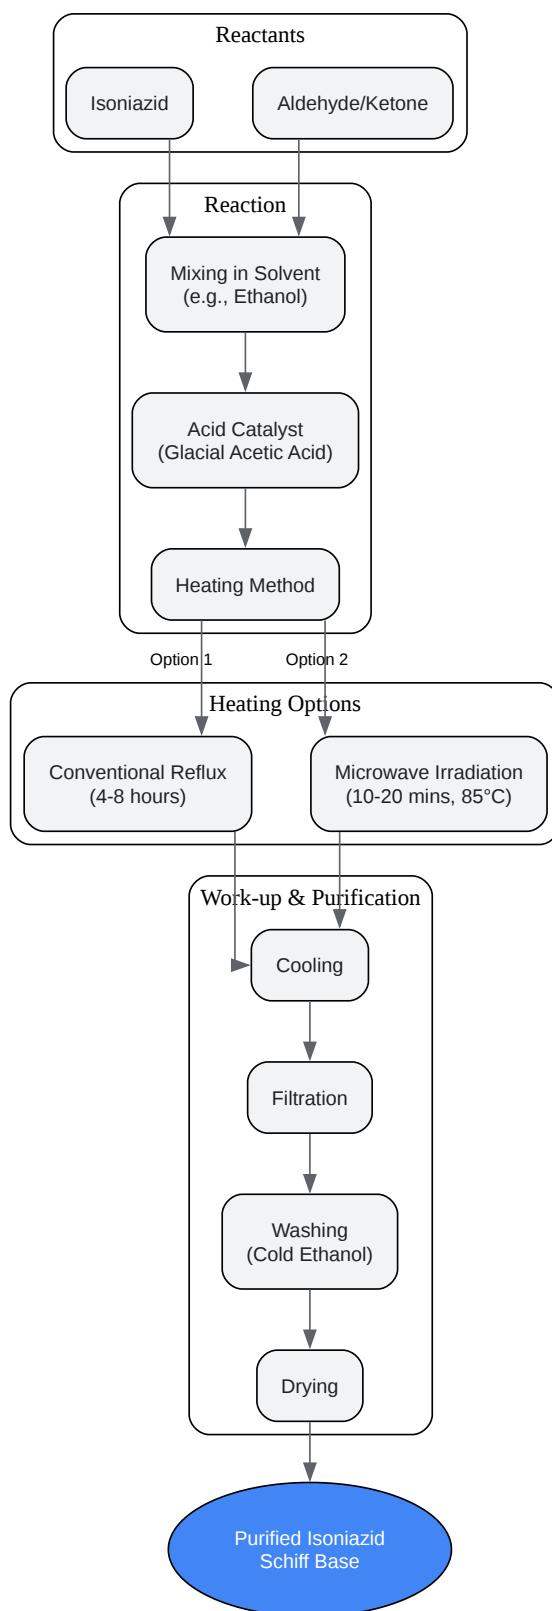 Reactants
Isoniazid
Aldehyde/Ketone
Reaction
Mixing in Solvent
(e.g., Ethanol)
Acid Catalyst
(Glacial Acetic Acid)
Heating Method
Option 1
Option 2
Heating Options
Conventional Reflux
(4-8 hours)
Microwave Irradiation
(10-20 mins, 85°C)
Work-up & Purification
Cooling
Filtration
Washing
(Cold Ethanol)
Drying
Purified Isoniazid
Schiff Base